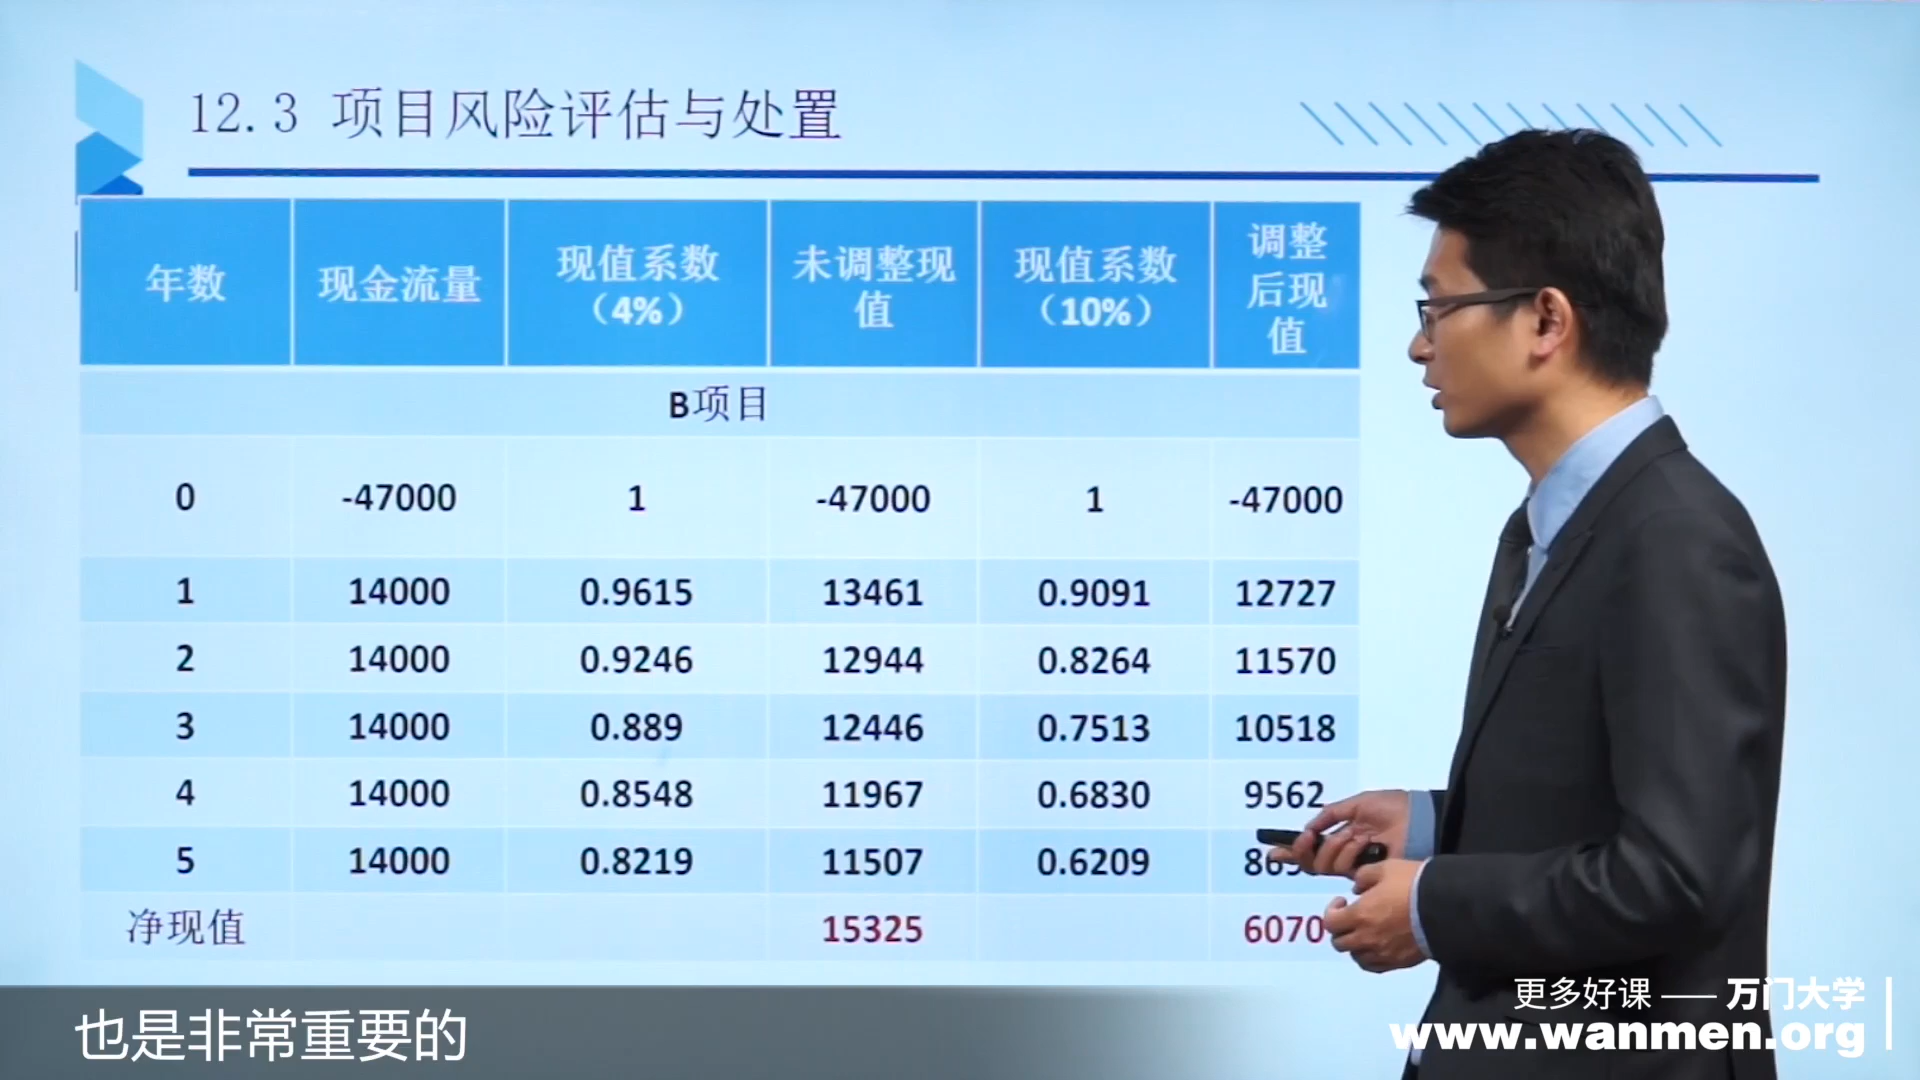 12.3 项目风险评估与处置
年数 现金流量 现值系数（4%） 未调整现值 现值系数（10%） 调整后现值
B项目
0 -47000 1 -47000 1 -47000
1 14000 0.9615 13461 0.9091 12727
2 14000 0.9246 12944 0.8264 11570
3 14000 0.889 12446 0.7513 10518
4 14000 0.8548 11967 0.6830 9562
5 14000 0.8219 11507 0.6209
净现值 15325 6070
也是非常重要的
更多好课 —— 万门大学
www.wanmen.org